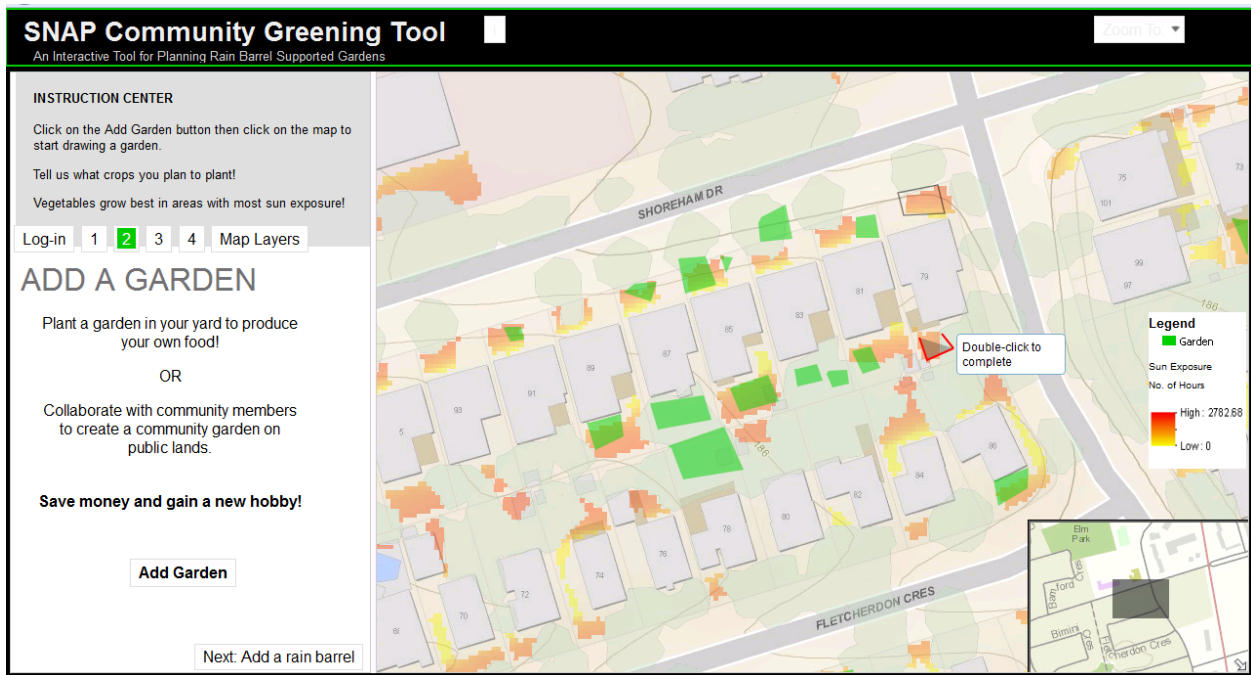 SNAP Community Greening Tool
An Interactive Tool for Planning Rain Barrel Supported Gardens
Zoom To:
INSTRUCTION CENTER
Click on the Add Garden button then click on the map to
start drawing a garden.
Tell us what crops you plan to plant!
Vegetables grow best in areas with most sun exposure!
Log-in 1 2 3 4 Map Layers
ADD A GARDEN
Plant a garden in your yard to produce
your own food!
OR
Collaborate with community members
to create a community garden on
public lands.
Save money and gain a new hobby!
Add Garden
Next: Add a rain barrel
SHOREHAM DR
75
73
101
99
97
79
81
83
85
87
89
91
93
5
186
186
Double-click to
complete
86
84
82
80
78
76
74
72
70
FLETCHERDON CRES
Legend
Garden
Sun Exposure
No. of Hours
High : 2782.68
Low : 0
Elm
Park
Bam
ford
Cres
Bimini
Cres
Fletcherdon Cres